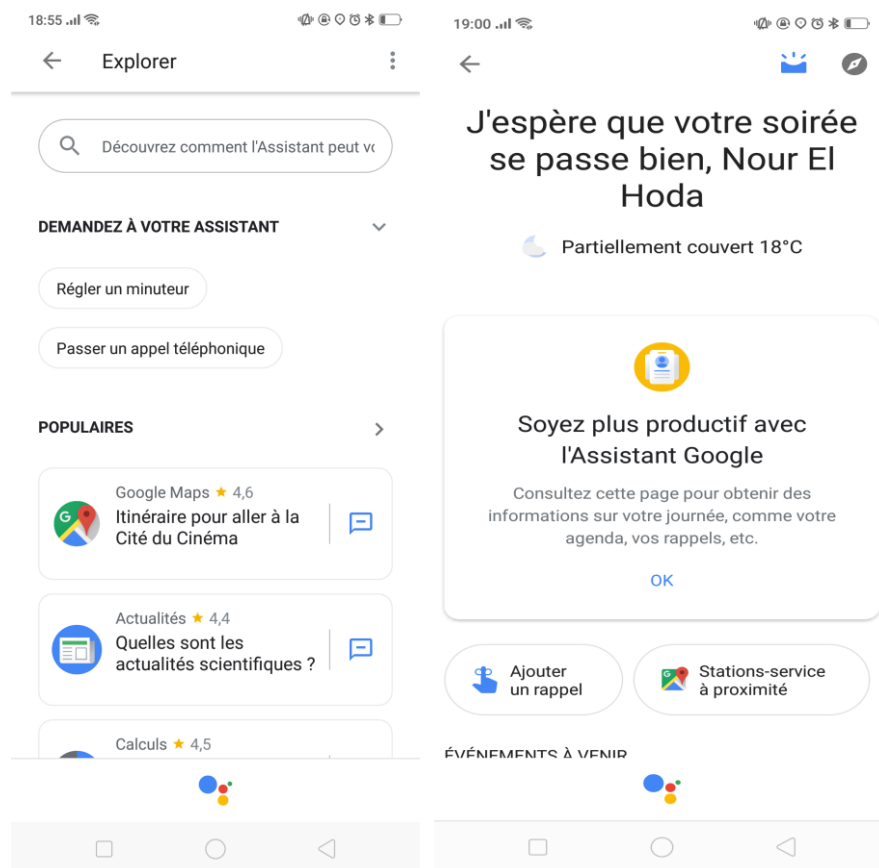 18:55
Explorer
Découvrez comment l'Assistant peut vo
DEMANDEZ À VOTRE ASSISTANT
Régler un minuteur
Passer un appel téléphonique
POPULAIRES
Google Maps ★ 4,6
Itinéraire pour aller à la
Cité du Cinéma
Actualités ★ 4,4
Quelles sont les
actualités scientifiques ?
Calculs ★ 4,5
19:00
J'espère que votre soirée
se passe bien, Nour El
Hoda
Partiellement couvert 18°C
Soyez plus productif avec
l'Assistant Google
Consultez cette page pour obtenir des
informations sur votre journée, comme votre
agenda, vos rappels, etc.
OK
Ajouter
un rappel
Stations-service
à proximité
ÉVÉNEMENTS À VENIR